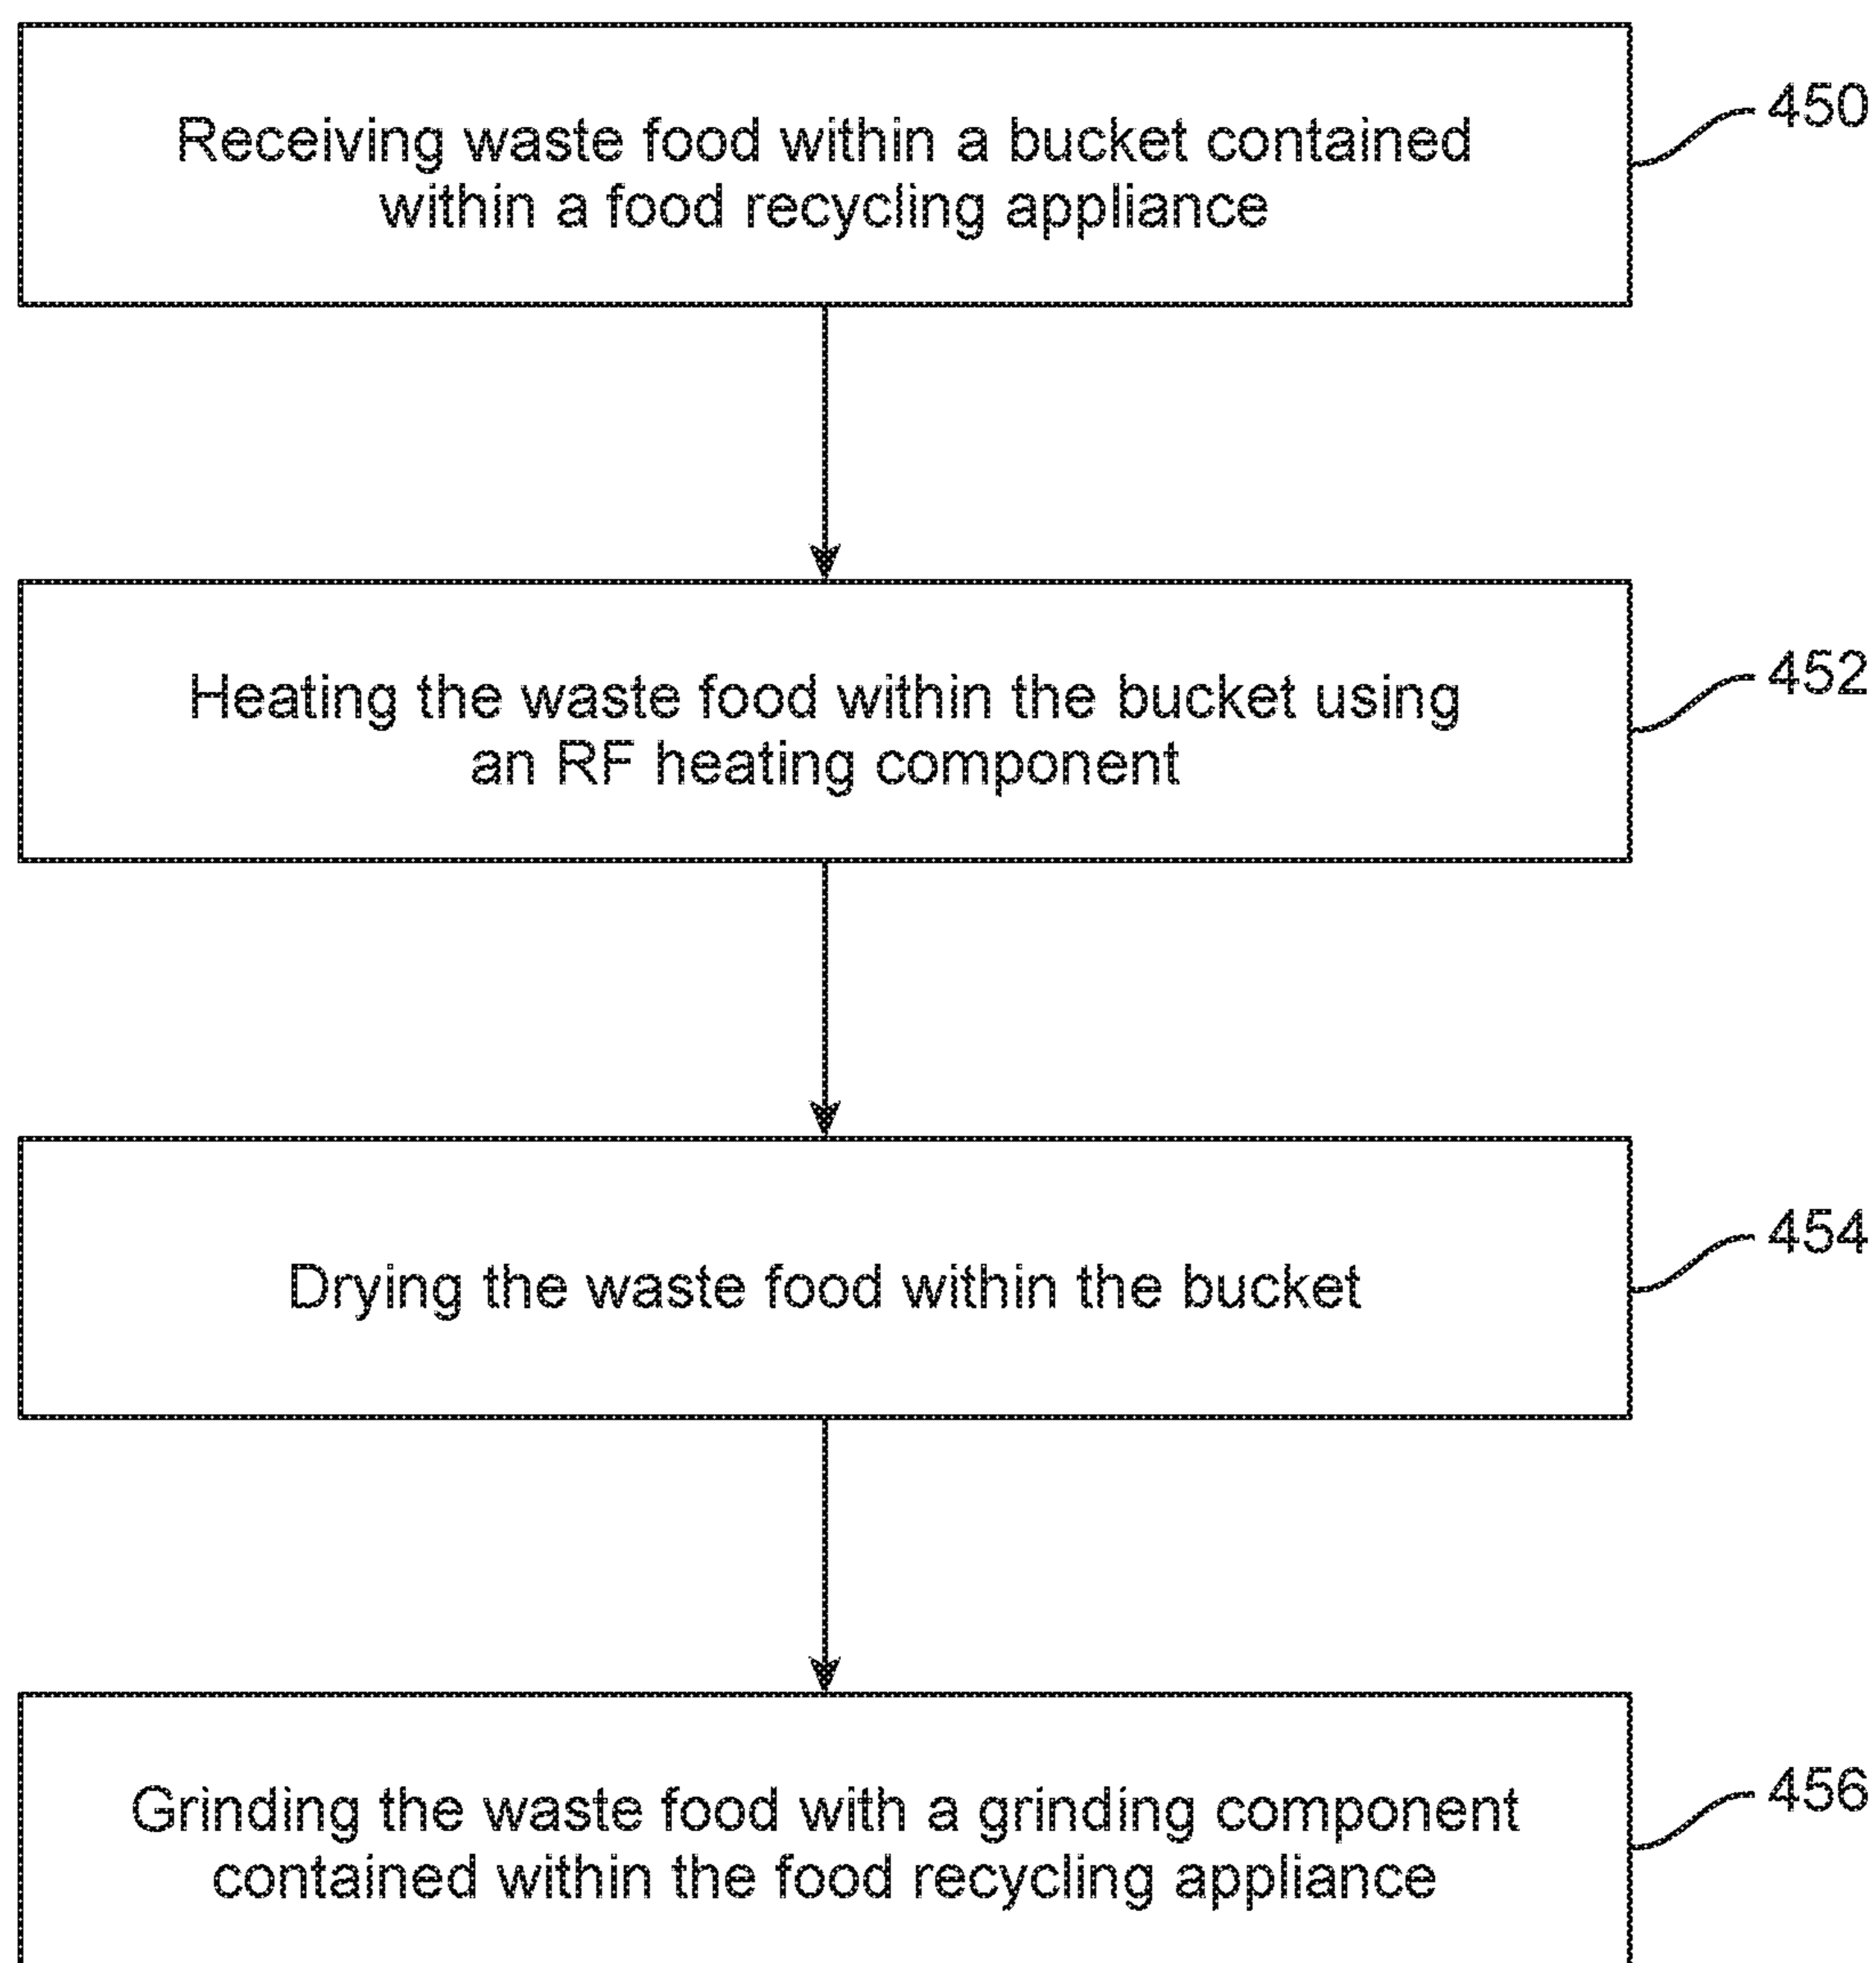 Receiving waste food within a bucket contained
within a food recycling appliance
450
Heating the waste food within the bucket using
an RF heating component
452
Drying the waste food within the bucket
454
Grinding the waste food with a grinding component
contained within the food recycling appliance
456